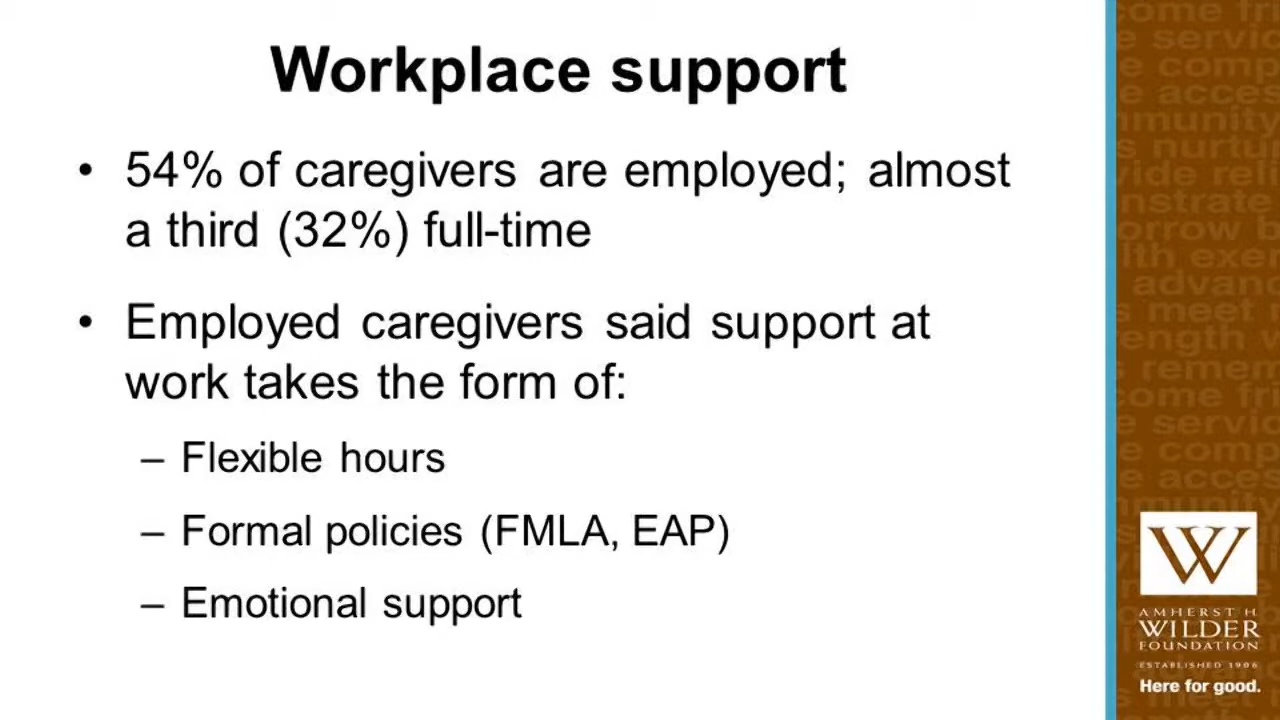 Workplace support
• 54% of caregivers are employed; almost
a third (32%) full-time
• Employed caregivers said support at
work takes the form of:
– Flexible hours
– Formal policies (FMLA, EAP)
– Emotional support
W
AMHERST H.
WILDER
FOUNDATION
ESTABLISHED 1906
Here for good.